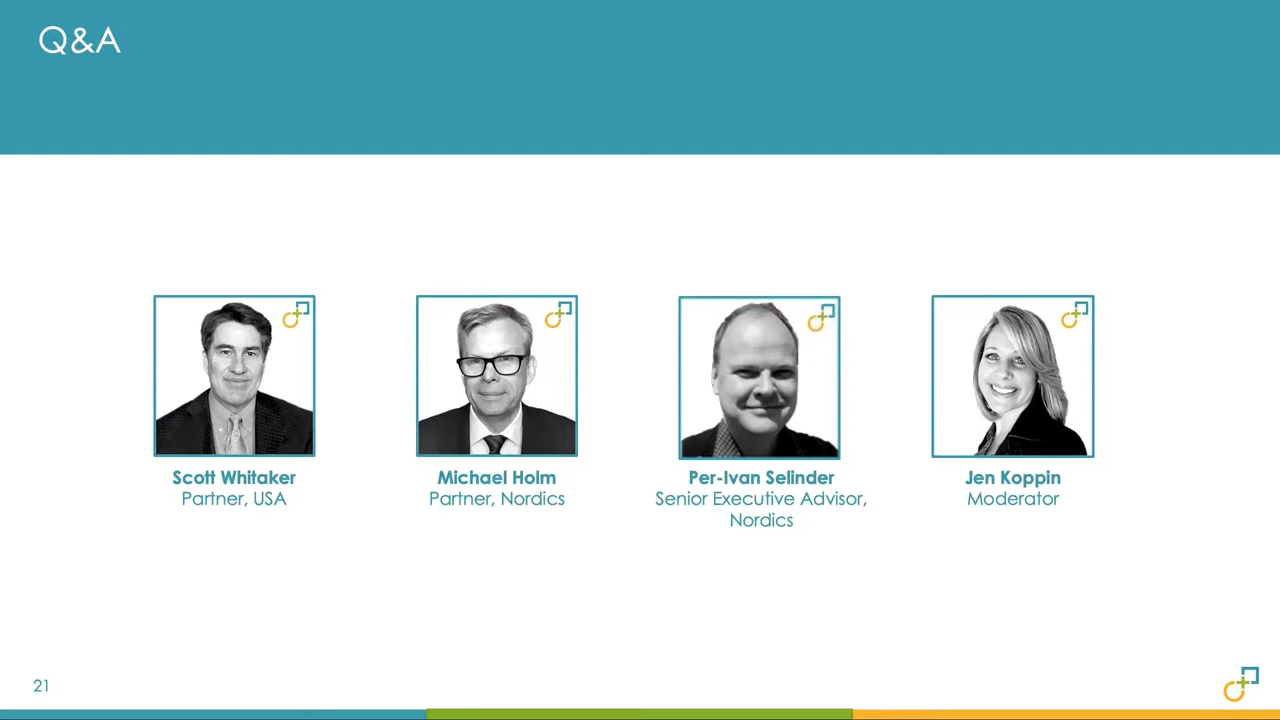 Q&A
Scott Whitaker
Partner, USA
Michael Holm
Partner, Nordics
Per-Ivan Selinder
Senior Executive Advisor,
Nordics
Jen Koppin
Moderator
21